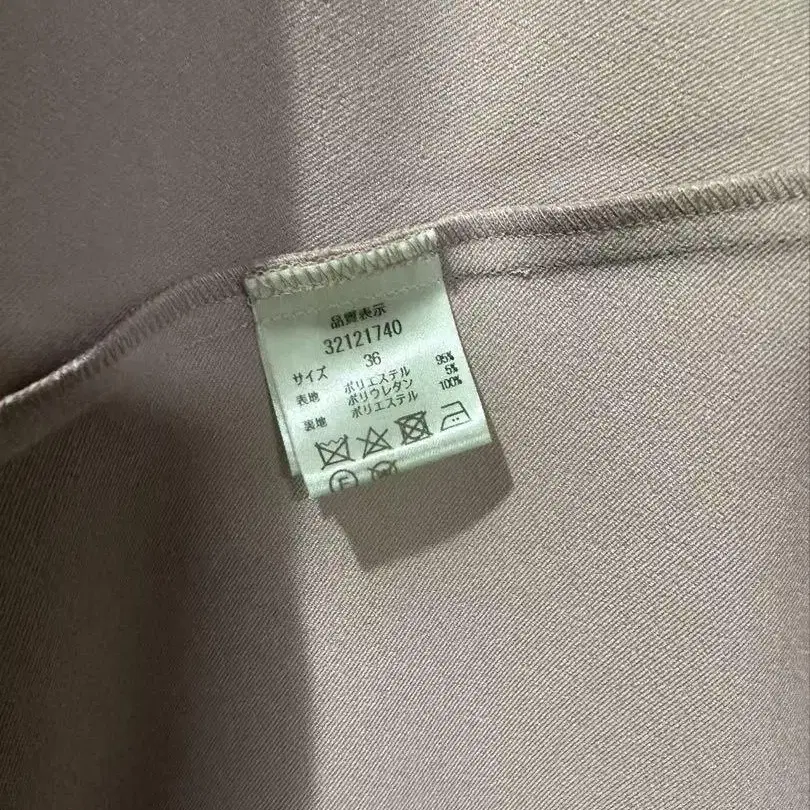 品質表示
32121740
サイズ 36
表地 ポリエステル 95%
ポリウレタン 5%
裏地 ポリエステル 100%
F